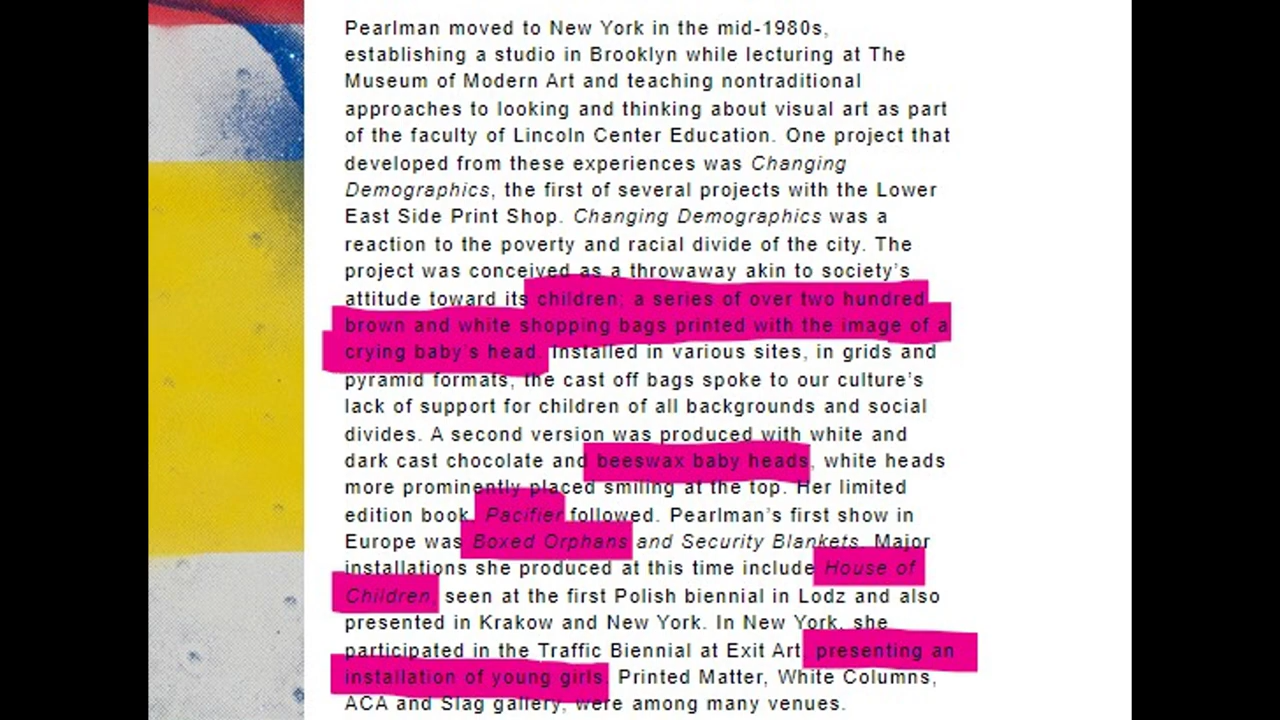 Pearlman moved to New York in the mid-1980s,
establishing a studio in Brooklyn while lecturing at The
Museum of Modern Art and teaching nontraditional
approaches to looking and thinking about visual art as part
of the faculty of Lincoln Center Education. One project that
developed from these experiences was Changing
Demographics, the first of several projects with the Lower
East Side Print Shop. Changing Demographics was a
reaction to the poverty and racial divide of the city. The
project was conceived as a throwaway akin to society's
attitude toward its children; a series of over two hundred
brown and white shopping bags printed with the image of a
crying baby's head. Installed in various sites, in grids and
pyramid formats, the cast off bags spoke to our culture's
lack of support for children of all backgrounds and social
divides. A second version was produced with white and
dark cast chocolate and beeswax baby heads, white heads
more prominently placed smiling at the top. Her limited
edition book, Pacifier followed. Pearlman's first show in
Europe was Boxed Orphans and Security Blankets. Major
installations she produced at this time include House of
Children, seen at the first Polish biennial in Lodz and also
presented in Krakow and New York. In New York, she
participated in the Traffic Biennial at Exit Art, presenting an
installation of young girls. Printed Matter, White Columns,
ACA and Slag gallery, were among many venues.